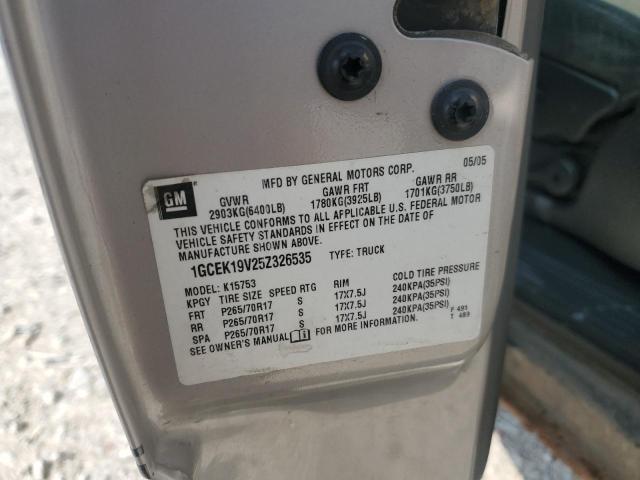 GM
MFD BY GENERAL MOTORS CORP. 05/05
GVWR GAWR FRT GAWR RR
2903KG(6400LB) 1780KG(3925LB) 1701KG(3750LB)
THIS VEHICLE CONFORMS TO ALL APPLICABLE U.S. FEDERAL MOTOR
VEHICLE SAFETY STANDARDS IN EFFECT ON THE DATE OF
MANUFACTURE SHOWN ABOVE.
1GCEK19V25Z326535 TYPE: TRUCK
MODEL: K15753
KPGY TIRE SIZE SPEED RTG RIM COLD TIRE PRESSURE
FRT P265/70R17 S 17X7.5J 240KPA(35PSI)
RR P265/70R17 S 17X7.5J 240KPA(35PSI)
SPA P265/70R17 S 17X7.5J 240KPA(35PSI)
SEE OWNER'S MANUAL FOR MORE INFORMATION.
F 491
T 489